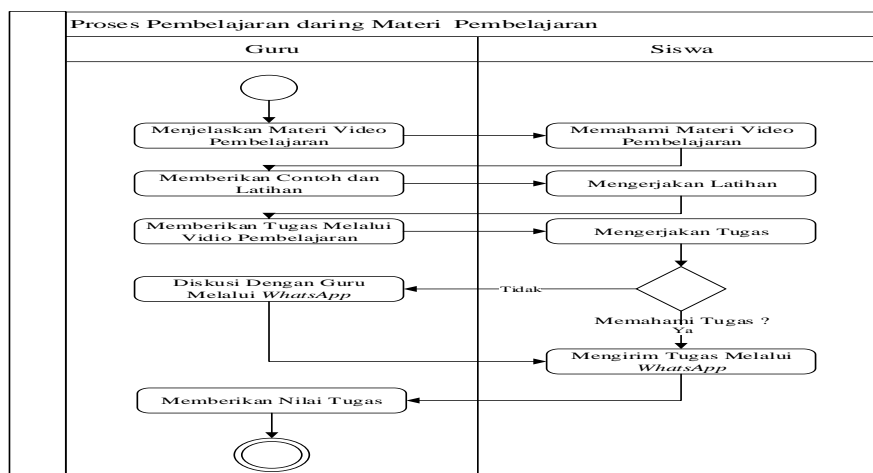 Proses Pembelajaran daring Materi Pembelajaran
Guru
Siswa
Menjelaskan Materi Video
Pembelajaran
Memahami Materi Video
Pembelajaran
Memberikan Contoh dan
Latihan
Mengerjakan Latihan
Memberikan Tugas Melalui
Vidio Pembelajaran
Mengerjakan Tugas
Diskusi Dengan Guru
Melalui WhatsApp
Tidak
Memahami Tugas ?
Ya
Mengirim Tugas Melalui
WhatsApp
Memberikan Nilai Tugas